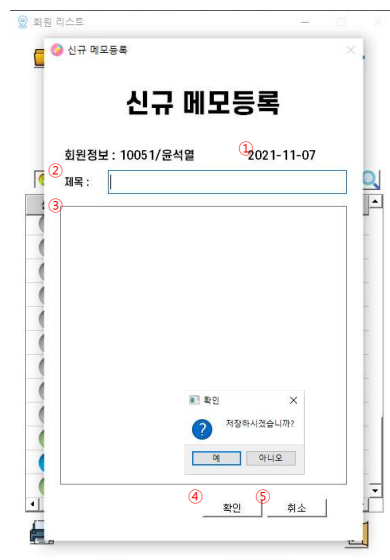 회원 리스트
신규 메모등록
신규 메모등록
회원정보 : 10051/윤석열 ①2021-11-07
②
제목 :
③
확인
저장하시겠습니까?
예 아니오
④ ⑤
확인 취소